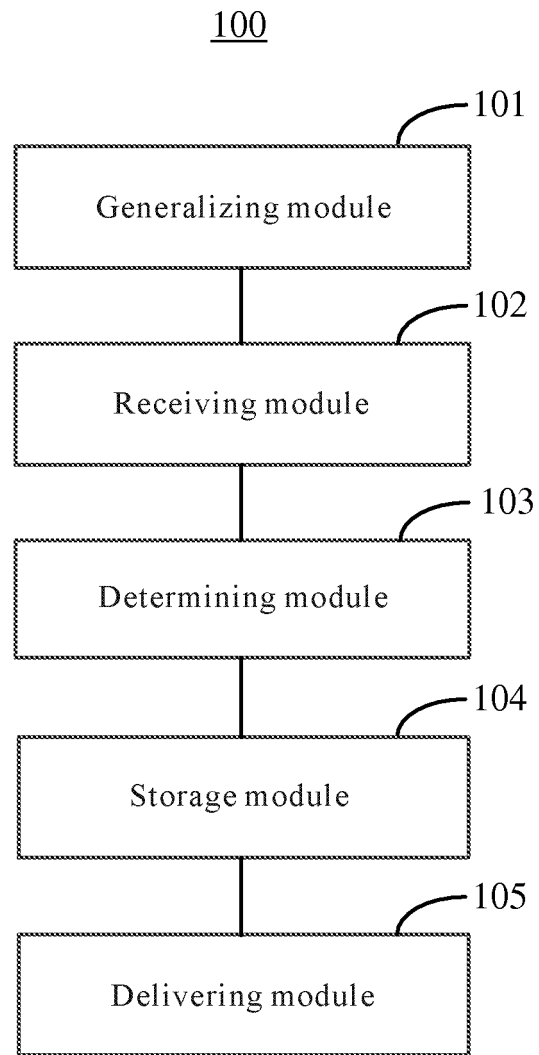 100
101
Generalizing module
102
Receiving module
103
Determining module
104
Storage module
105
Delivering module